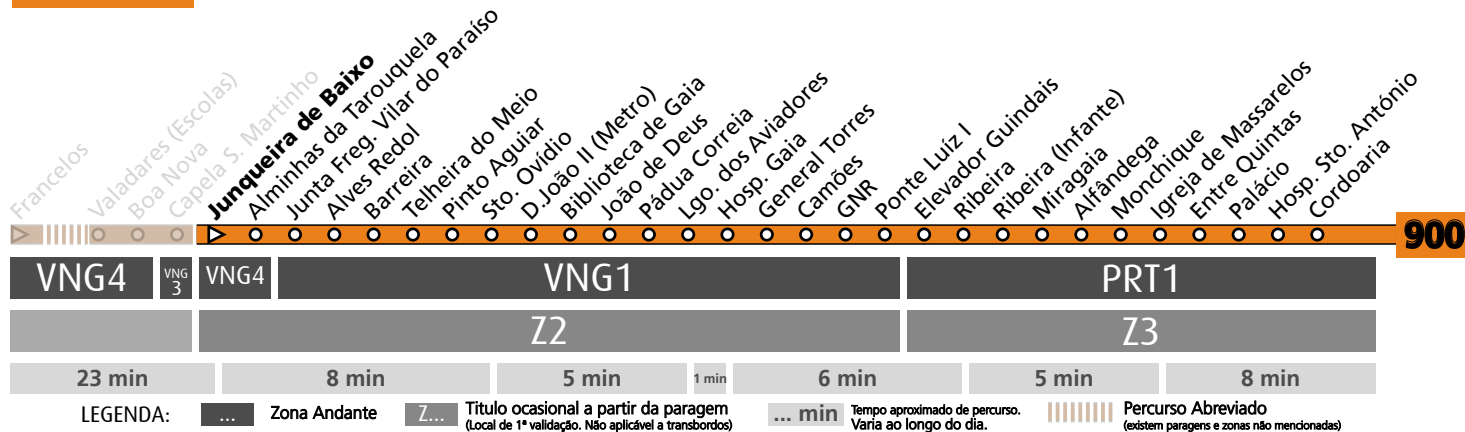 Francelos
Valadares (Escolas)
Boa Nova
Capela S. Martinho
Junqueira de Baixo
Alminhas da Tarouquela
Junta Freg. Vilar do Paraíso
Alves Redol
Barreira
Telheira do Meio
Pinto Aguiar
Sto. Ovídio
D.João II (Metro)
Biblioteca de Gaia
João de Deus
Pádua Correia
Lgo. dos Aviadores
Hosp. Gaia
General Torres
Camões
GNR
Ponte Luíz I
Elevador Guindais
Ribeira
Ribeira (Infante)
Miragaia
Alfândega
Monchique
Igreja de Massarelos
Entre Quintas
Palácio
Hosp. Sto. António
Cordoaria
900
VNG4 VNG 3 VNG4 VNG1 PRT1
Z2 Z3
23 min 8 min 5 min 1 min 6 min 5 min 8 min
LEGENDA: ... Zona Andante Z... Titulo ocasional a partir da paragem ... min Tempo aproximado de percurso. Percurso Abreviado
(Local de 1ª validação. Não aplicável a transbordos) Varia ao longo do dia. (existem paragens e zonas não mencionadas)